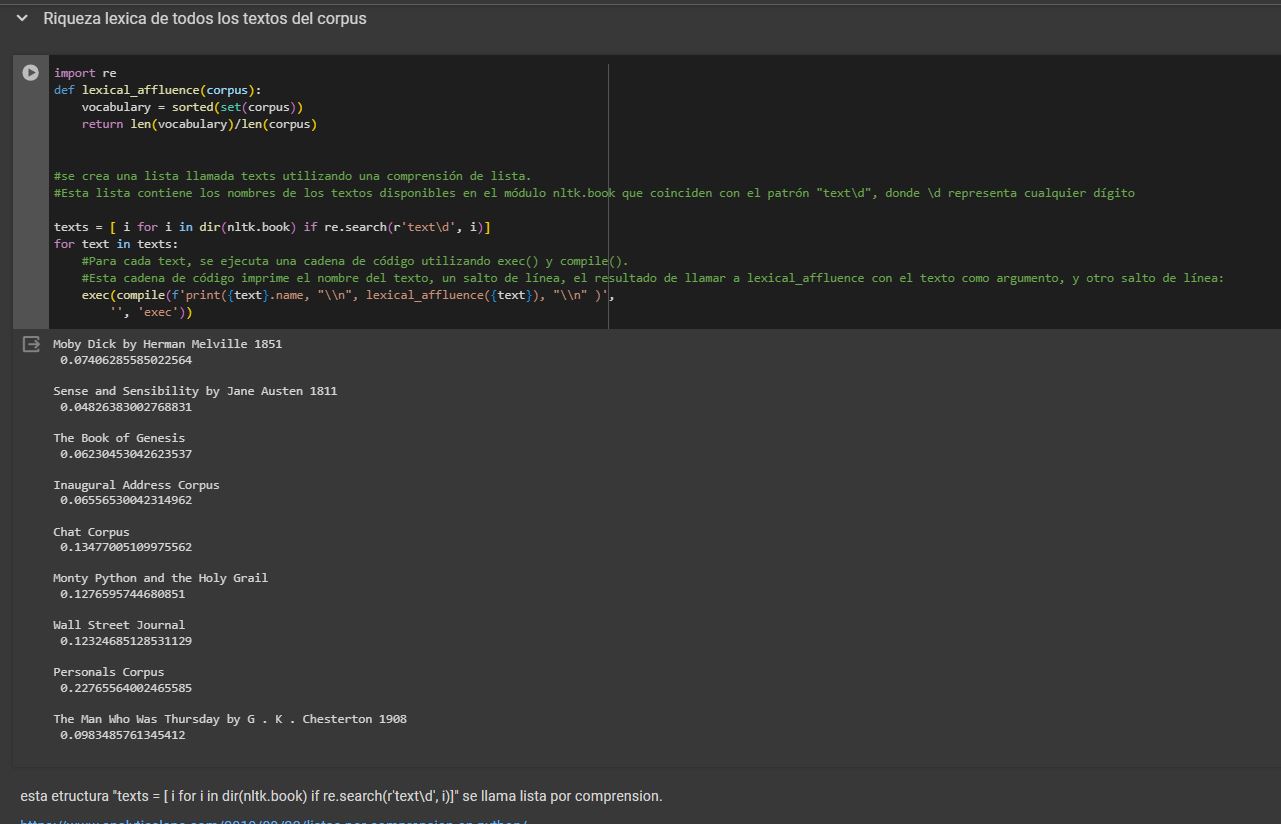 Riqueza lexica de todos los textos del corpus
import re
def lexical_affluence(corpus):
    vocabulary = sorted(set(corpus))
    return len(vocabulary)/len(corpus)
#se crea una lista llamada texts utilizando una comprensión de lista.
#Esta lista contiene los nombres de los textos disponibles en el módulo nltk.book que coinciden con el patrón "text\d", donde \d representa cualquier dígito
texts = [ i for i in dir(nltk.book) if re.search(r'text\d', i)]
for text in texts:
    #Para cada text, se ejecuta una cadena de código utilizando exec() y compile().
    #Esta cadena de código imprime el nombre del texto, un salto de línea, el resultado de llamar a lexical_affluence con el texto como argumento, y otro salto de línea:
    exec(compile(f'print({text}.name, "\\n", lexical_affluence({text}), "\\n" )',
        '', 'exec'))
Moby Dick by Herman Melville 1851
 0.07406285585022564
Sense and Sensibility by Jane Austen 1811
 0.04826383002768831
The Book of Genesis
 0.06230453042623537
Inaugural Address Corpus
 0.06556530042314962
Chat Corpus
 0.13477005109975562
Monty Python and the Holy Grail
 0.1276595744680851
Wall Street Journal
 0.12324685128531129
Personals Corpus
 0.22765564002465585
The Man Who Was Thursday by G . K . Chesterton 1908
 0.0983485761345412
esta etructura "texts = [ i for i in dir(nltk.book) if re.search(r'text\d', i)]" se llama lista por comprension.